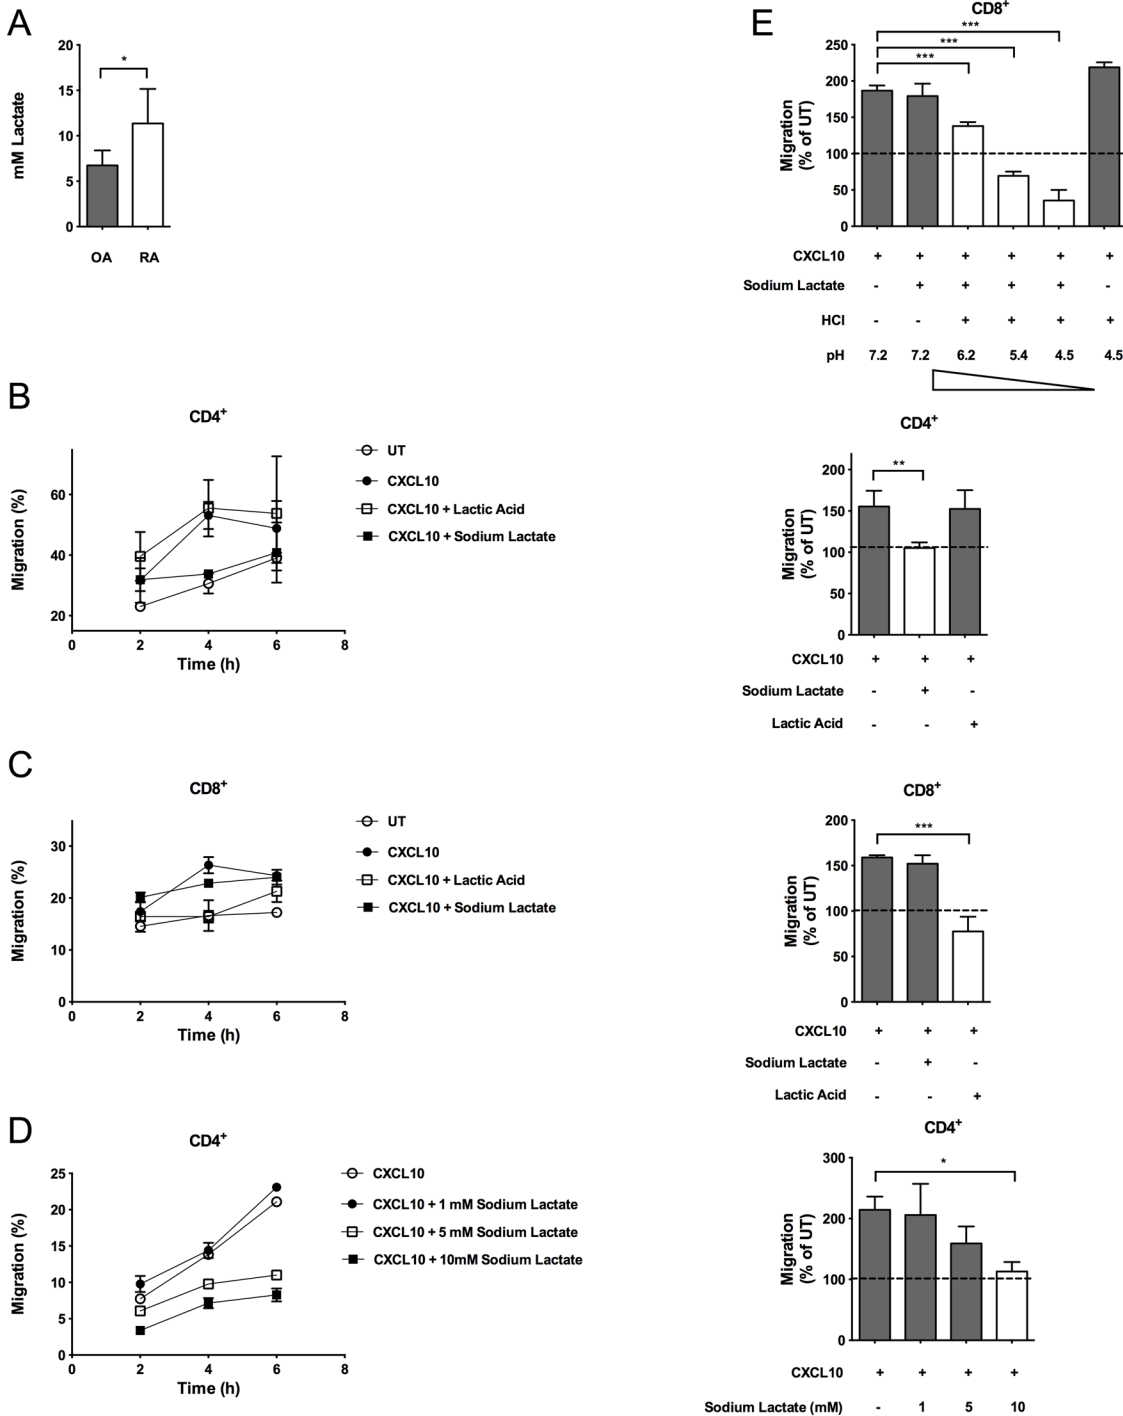 A
20
15
10
5
0
mM Lactate
*
OA RA
E
CD8+
***
***
***
250
200
150
100
50
0
Migration
(% of UT)
CXCL10 + + + + + +
Sodium Lactate - + + + + -
HCl - - + + + +
pH 7.2 7.2 6.2 5.4 4.5 4.5
B
CD4+
60
40
20
Migration (%)
0 2 4 6 8
Time (h)
UT
CXCL10
CXCL10 + Lactic Acid
CXCL10 + Sodium Lactate
CD4+
**
200
150
100
50
0
Migration
(% of UT)
CXCL10 + + +
Sodium Lactate - + -
Lactic Acid - - +
C
CD8+
30
20
10
0
Migration (%)
0 2 4 6 8
Time (h)
UT
CXCL10
CXCL10 + Lactic Acid
CXCL10 + Sodium Lactate
CD8+
***
200
150
100
50
0
Migration
(% of UT)
CXCL10 + + +
Sodium Lactate - + -
Lactic Acid - - +
D
CD4+
25
20
15
10
5
0
Migration (%)
0 2 4 6 8
Time (h)
CXCL10
CXCL10 + 1 mM Sodium Lactate
CXCL10 + 5 mM Sodium Lactate
CXCL10 + 10mM Sodium Lactate
CD4+
*
300
200
100
0
Migration
(% of UT)
CXCL10 + + + +
Sodium Lactate (mM) - 1 5 10